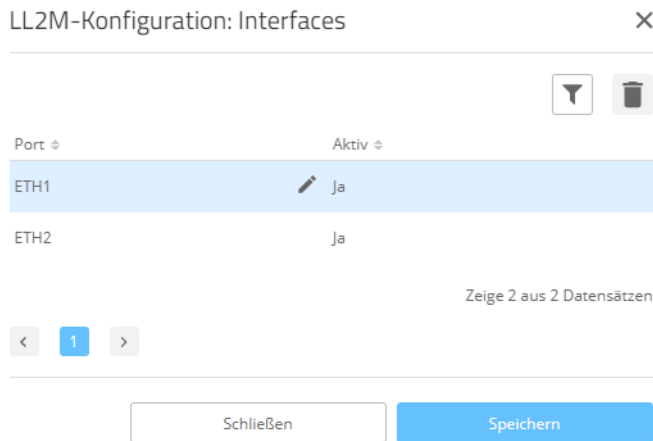 LL2M-Konfiguration: Interfaces
Port Aktiv
ETH1 Ja
ETH2 Ja
Zeige 2 aus 2 Datensätzen
1
Schließen Speichern